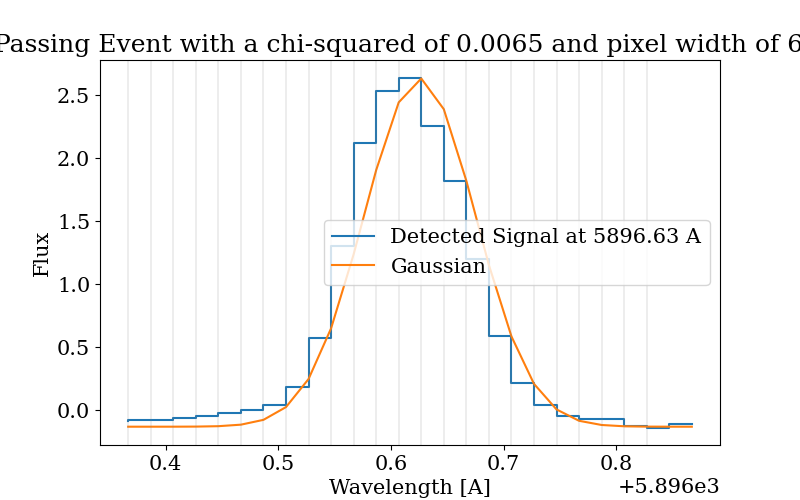 Passing Event with a chi-squared of 0.0065 and pixel width of 6
2.5
2.0
1.5
1.0
0.5
0.0
Flux
Detected Signal at 5896.63 A
Gaussian
0.4 0.5 0.6 0.7 0.8
Wavelength [A]
+5.896e3